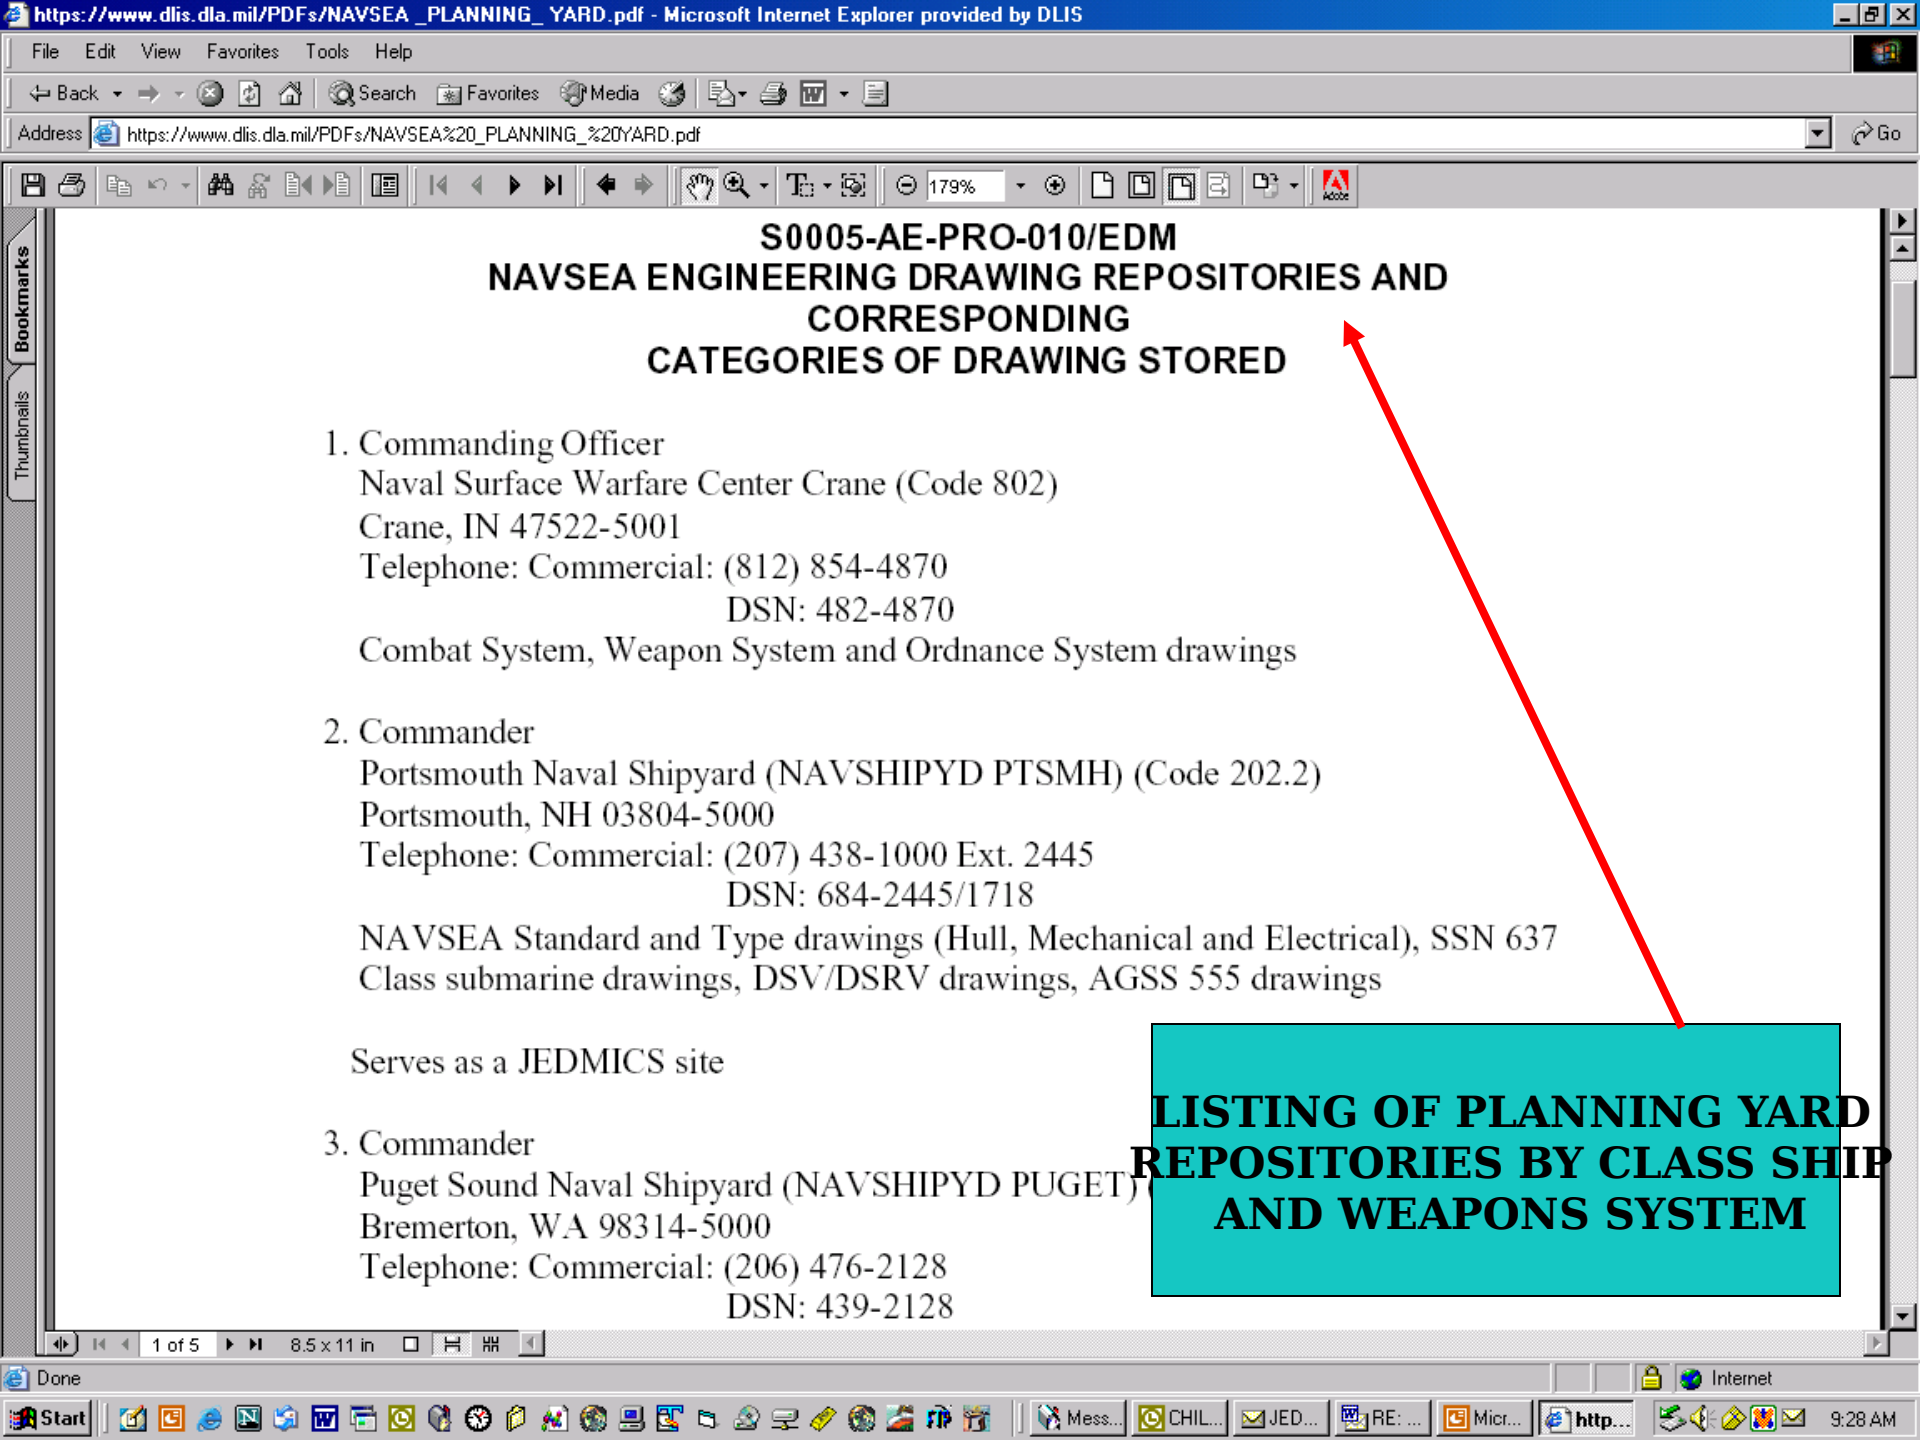 https://www.dlis.dla.mil/PDFs/NAVSEA _PLANNING_ YARD.pdf - Microsoft Internet Explorer provided by DLIS
File Edit View Favorites Tools Help
Back Search Favorites Media
Address https://www.dlis.dla.mil/PDFs/NAVSEA%20_PLANNING_%20YARD.pdf Go
179% Adobe
Bookmarks
Thumbnails
S0005-AE-PRO-010/EDM
NAVSEA ENGINEERING DRAWING REPOSITORIES AND
CORRESPONDING
CATEGORIES OF DRAWING STORED
1. Commanding Officer
Naval Surface Warfare Center Crane (Code 802)
Crane, IN 47522-5001
Telephone: Commercial: (812) 854-4870
DSN: 482-4870
Combat System, Weapon System and Ordnance System drawings
2. Commander
Portsmouth Naval Shipyard (NAVSHIPYD PTSMH) (Code 202.2)
Portsmouth, NH 03804-5000
Telephone: Commercial: (207) 438-1000 Ext. 2445
DSN: 684-2445/1718
NAVSEA Standard and Type drawings (Hull, Mechanical and Electrical), SSN 637
Class submarine drawings, DSV/DSRV drawings, AGSS 555 drawings
Serves as a JEDMICS site
3. Commander
Puget Sound Naval Shipyard (NAVSHIPYD PUGET) (
Bremerton, WA 98314-5000
Telephone: Commercial: (206) 476-2128
DSN: 439-2128
LISTING OF PLANNING YARD
REPOSITORIES BY CLASS SHIP
AND WEAPONS SYSTEM
1 of 5 8.5 x 11 in
Done Internet
Start Mess... CHIL... JED... RE: ... Micr... http... 9:28 AM